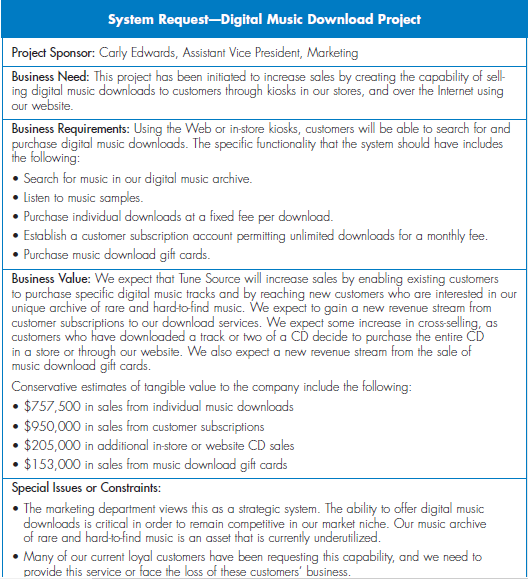 System Request—Digital Music Download Project
Project Sponsor: Carly Edwards, Assistant Vice President, Marketing
Business Need: This project has been initiated to increase sales by creating the capability of sell-
ing digital music downloads to customers through kiosks in our stores, and over the Internet using
our website.
Business Requirements: Using the Web or in-store kiosks, customers will be able to search for and
purchase digital music downloads. The specific functionality that the system should have includes
the following:
• Search for music in our digital music archive.
• Listen to music samples.
• Purchase individual downloads at a fixed fee per download.
• Establish a customer subscription account permitting unlimited downloads for a monthly fee.
• Purchase music download gift cards.
Business Value: We expect that Tune Source will increase sales by enabling existing customers
to purchase specific digital music tracks and by reaching new customers who are interested in our
unique archive of rare and hard-to-find music. We expect to gain a new revenue stream from
customer subscriptions to our download services. We expect some increase in cross-selling, as
customers who have downloaded a track or two of a CD decide to purchase the entire CD
in a store or through our website. We also expect a new revenue stream from the sale of
music download gift cards.
Conservative estimates of tangible value to the company include the following:
• $757,500 in sales from individual music downloads
• $950,000 in sales from customer subscriptions
• $205,000 in additional in-store or website CD sales
• $153,000 in sales from music download gift cards
Special Issues or Constraints:
• The marketing department views this as a strategic system. The ability to offer digital music
downloads is critical in order to remain competitive in our market niche. Our music archive
of rare and hard-to-find music is an asset that is currently underutilized.
• Many of our current loyal customers have been requesting this capability, and we need to
provide this service or face the loss of these customers' business.